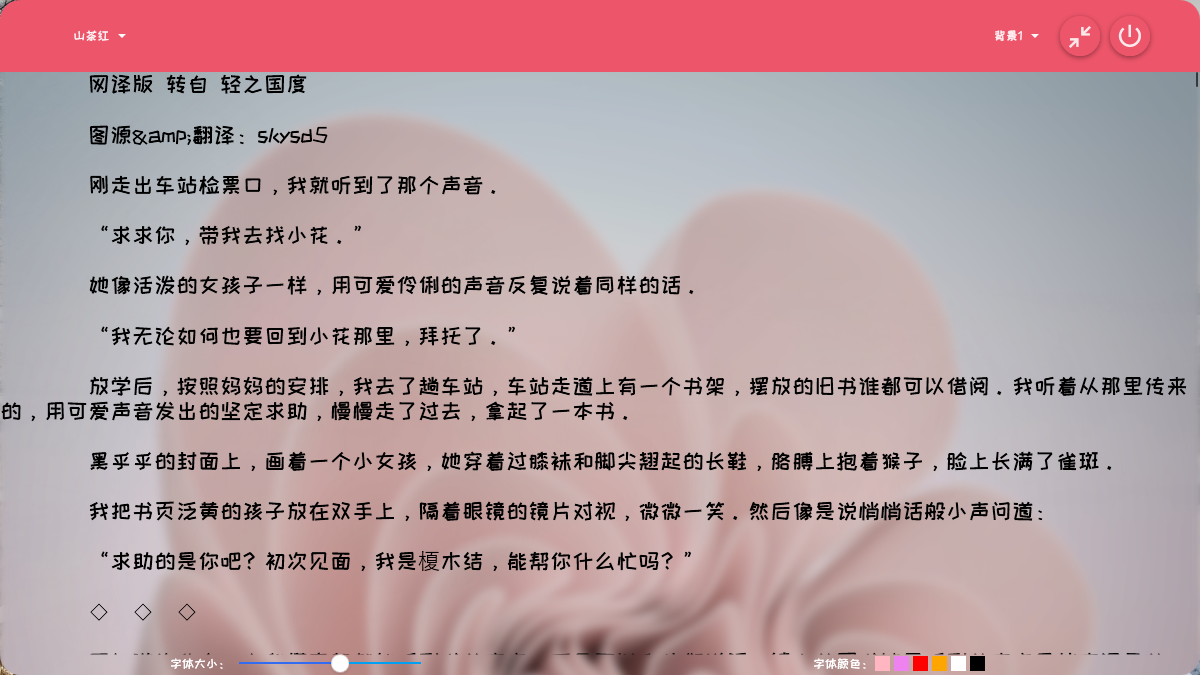 山茶红
背景1
网译版 转自 轻之国度
图源&amp;翻译：skysd5
刚走出车站检票口，我就听到了那个声音。
“求求你，带我去找小花。”
她像活泼的女孩子一样，用可爱伶俐的声音反复说着同样的话。
“我无论如何也要回到小花那里，拜托了。”
放学后，按照妈妈的安排，我去了趟车站，车站走道上有一个书架，摆放的旧书谁都可以借阅。我听着从那里传来
的，用可爱声音发出的坚定求助，慢慢走了过去，拿起了一本书。
黑乎乎的封面上，画着一个小女孩，她穿着过膝袜和脚尖翘起的长鞋，胳膊上抱着猴子，脸上长满了雀斑。
我把书页泛黄的孩子放在双手上，隔着眼镜的镜片对视，微微一笑。然后像是说悄悄话般小声问道：
“求助的是你吧？初次见面，我是榎木结，能帮你什么忙吗？”
◇ ◇ ◇
字体大小：
字体颜色：